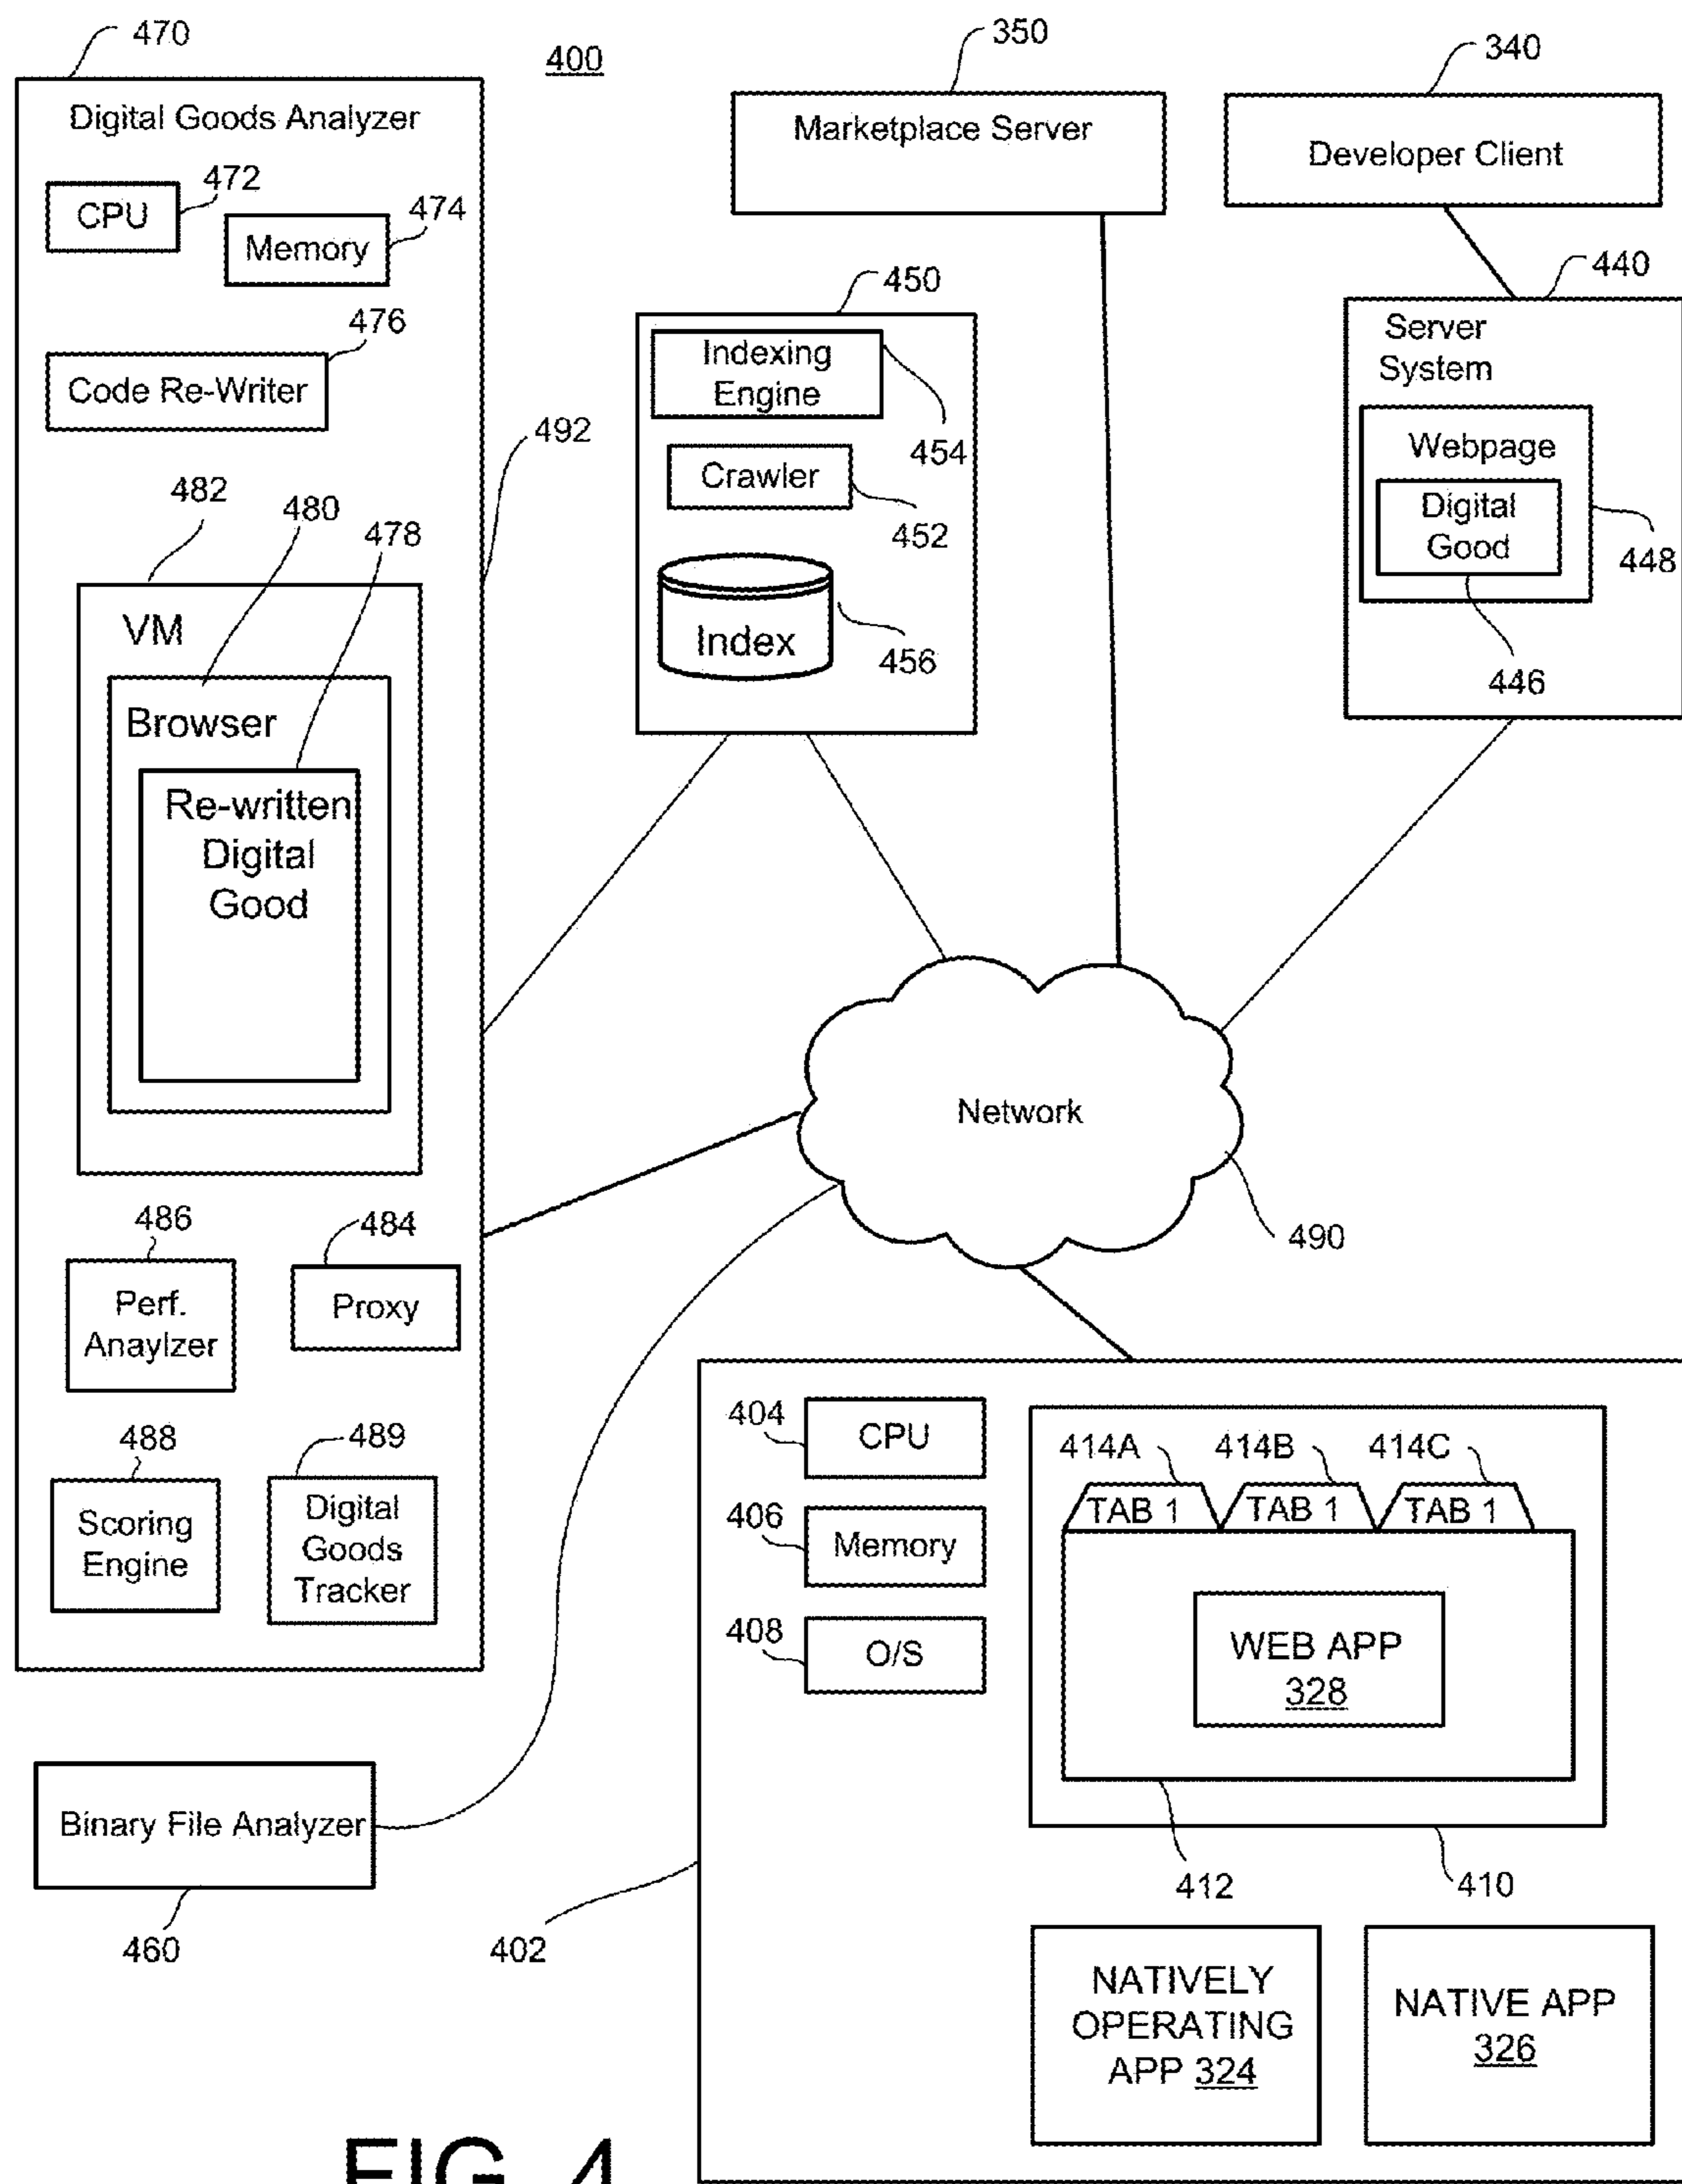 470
400
350
340
Digital Goods Analyzer
Marketplace Server
Developer Client
472
CPU
474
Memory
476
Code Re-Writer
492
482
480
478
VM
Browser
Re-written
Digital
Good
486
484
Perf.
Anaylzer
Proxy
488
489
Scoring
Engine
Digital
Goods
Tracker
450
Indexing
Engine
454
Crawler
452
Index
456
440
Server
System
Webpage
Digital
Good
448
446
Network
490
Binary File Analyzer
460
402
404
CPU
406
Memory
408
O/S
414A
414B
414C
TAB 1
TAB 1
TAB 1
WEB APP
328
412
410
NATIVELY
OPERATING
APP 324
NATIVE APP
326
FIG. 4